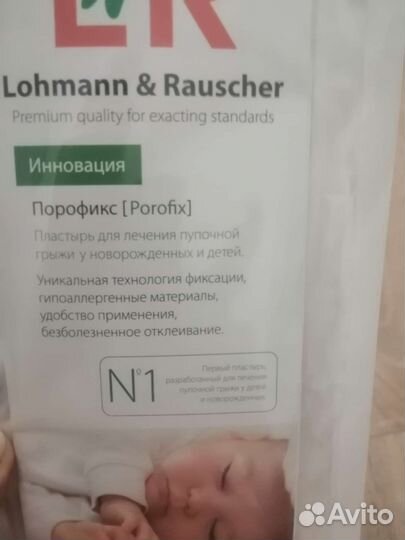 L&R
Lohmann & Rauscher
Premium quality for exacting standards
Инновация
Порофикс [Porofix]
Пластырь для лечения пупочной
грыжи у новорожденных и детей.
Уникальная технология фиксации,
гипоаллергенные материалы,
удобство применения,
безболезненное отклеивание.
№1
Первый пластырь,
разработанный для лечения
пупочной грыжи у детей
и новорожденных.
Avito